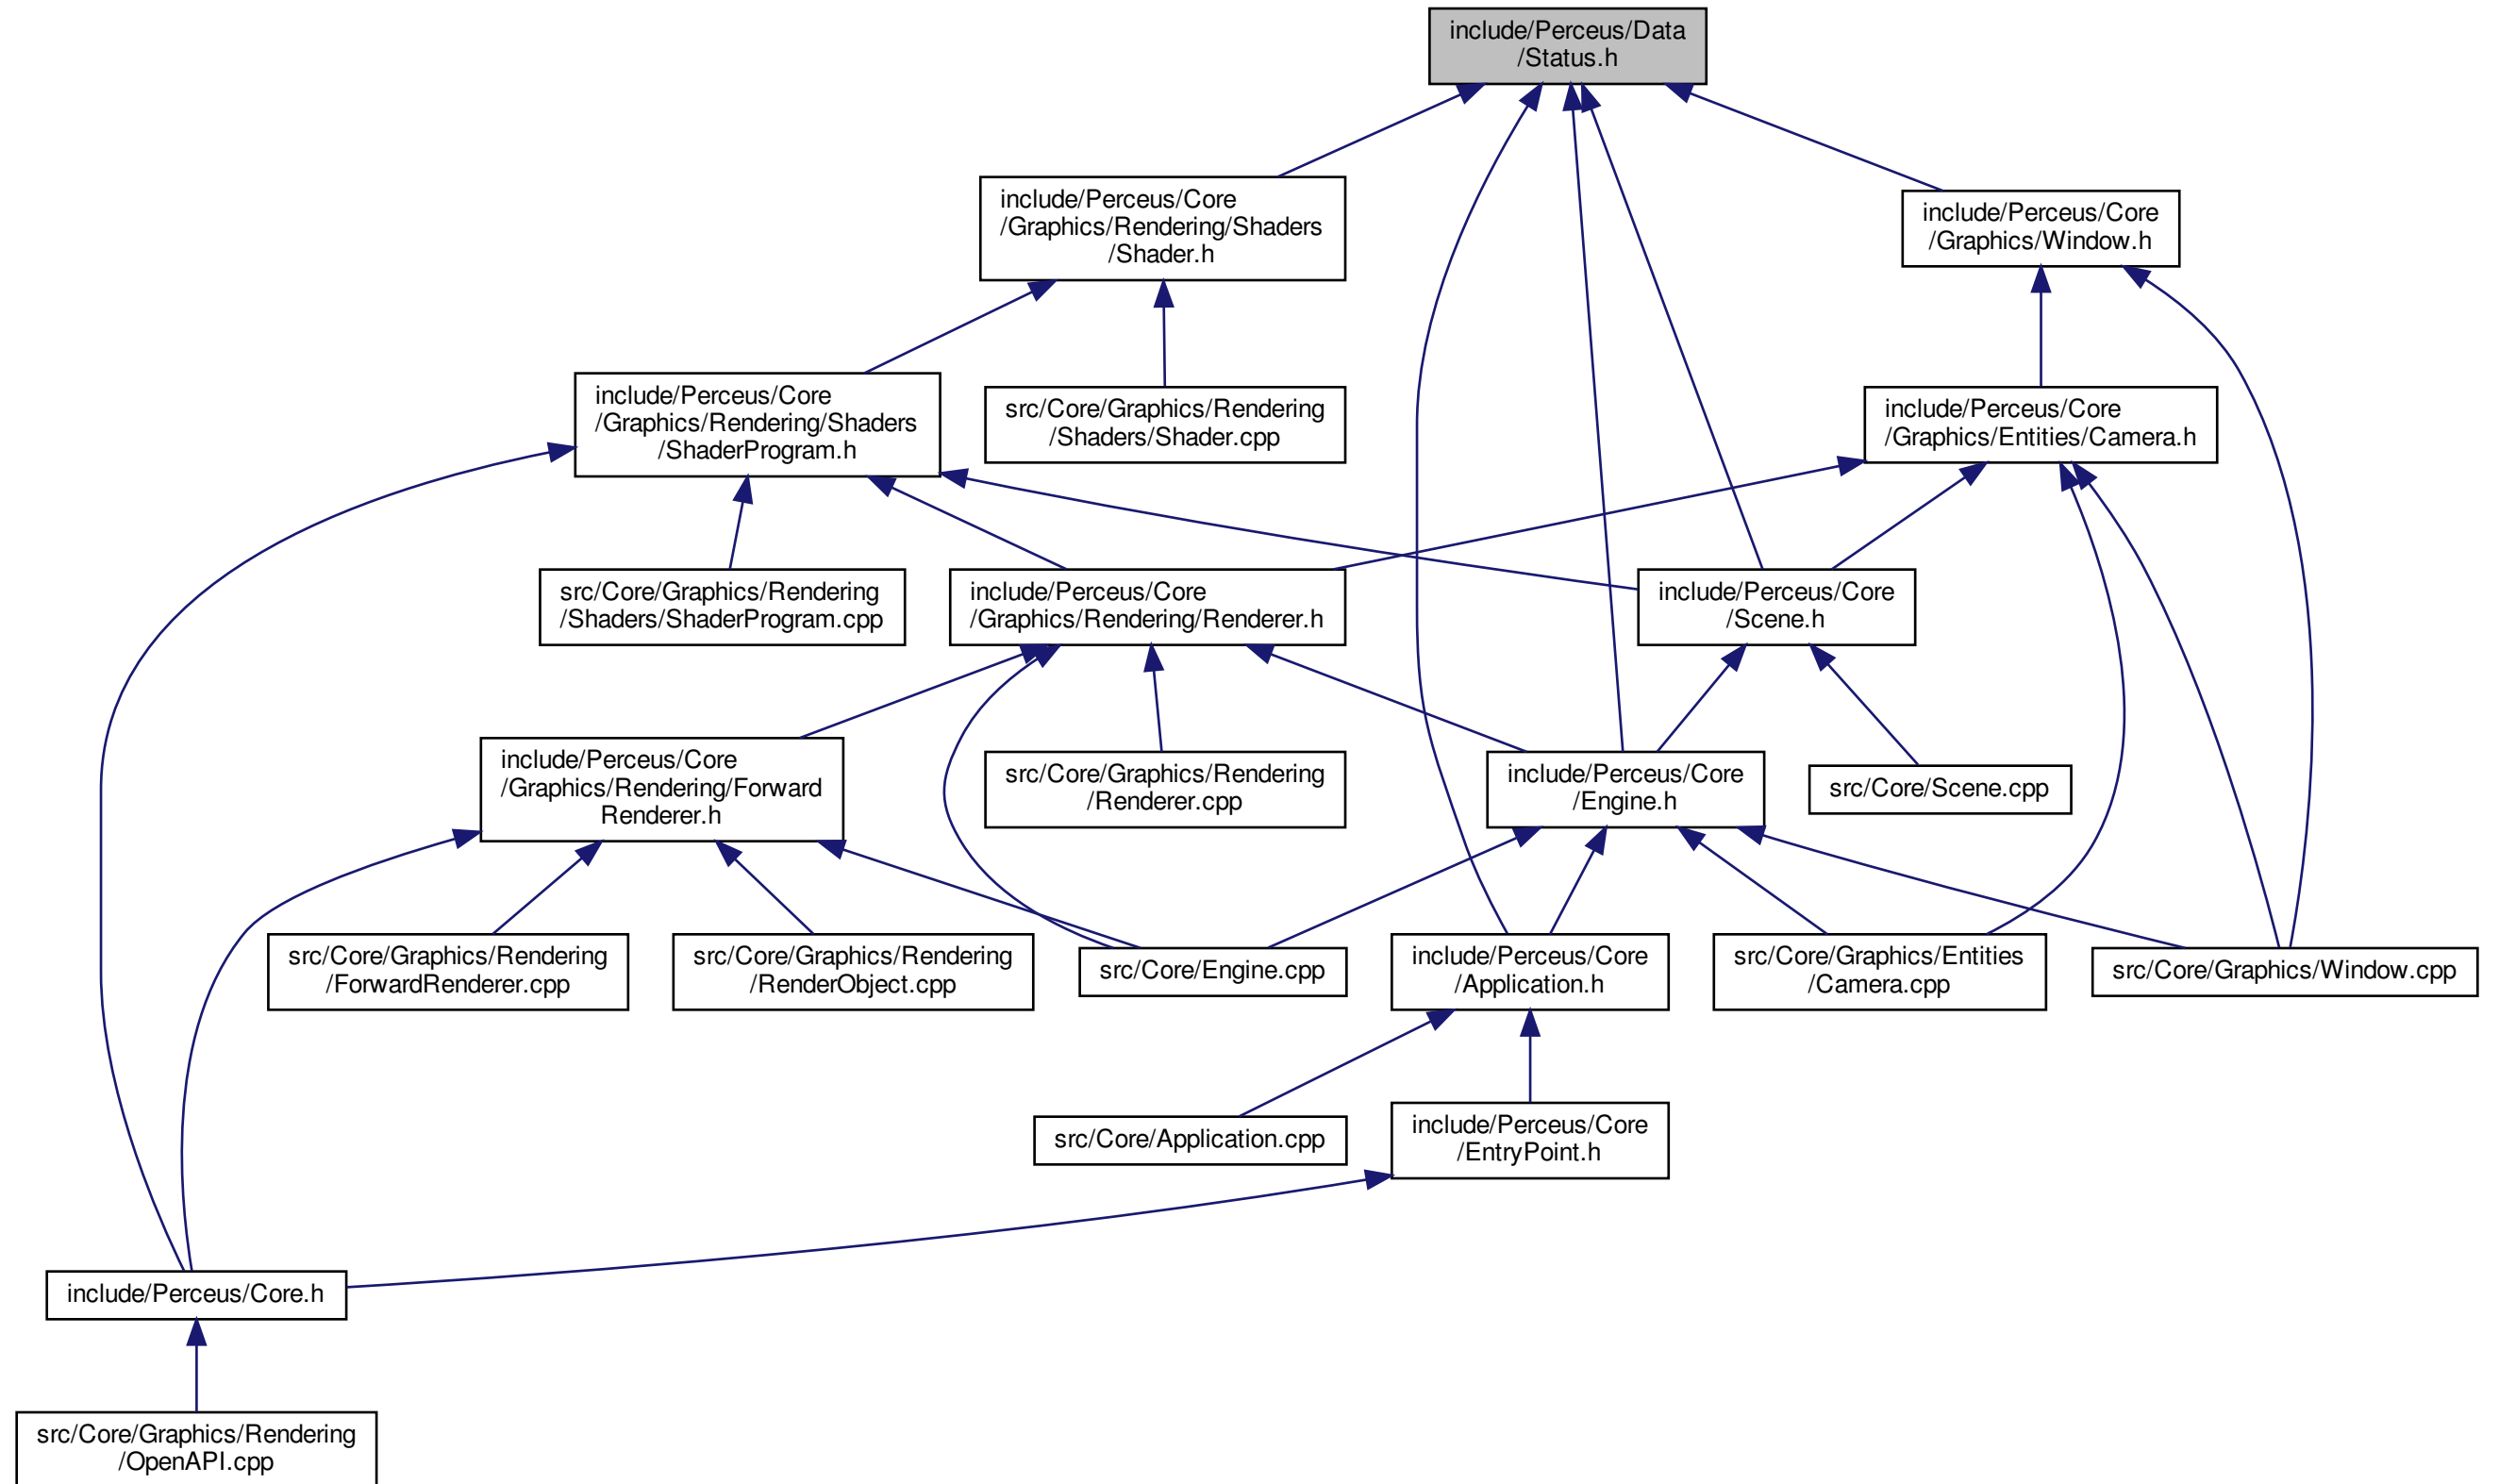 include/Perceus/Data
/Status.h
include/Perceus/Core
/Graphics/Rendering/Shaders
/Shader.h
include/Perceus/Core
/Graphics/Window.h
include/Perceus/Core
/Graphics/Rendering/Shaders
/ShaderProgram.h
src/Core/Graphics/Rendering
/Shaders/Shader.cpp
include/Perceus/Core
/Graphics/Entities/Camera.h
src/Core/Graphics/Rendering
/Shaders/ShaderProgram.cpp
include/Perceus/Core
/Graphics/Rendering/Renderer.h
include/Perceus/Core
/Scene.h
include/Perceus/Core
/Graphics/Rendering/Forward
Renderer.h
src/Core/Graphics/Rendering
/Renderer.cpp
include/Perceus/Core
/Engine.h
src/Core/Scene.cpp
src/Core/Graphics/Rendering
/ForwardRenderer.cpp
src/Core/Graphics/Rendering
/RenderObject.cpp
src/Core/Engine.cpp
include/Perceus/Core
/Application.h
src/Core/Graphics/Entities
/Camera.cpp
src/Core/Graphics/Window.cpp
src/Core/Application.cpp
include/Perceus/Core
/EntryPoint.h
include/Perceus/Core.h
src/Core/Graphics/Rendering
/OpenAPI.cpp